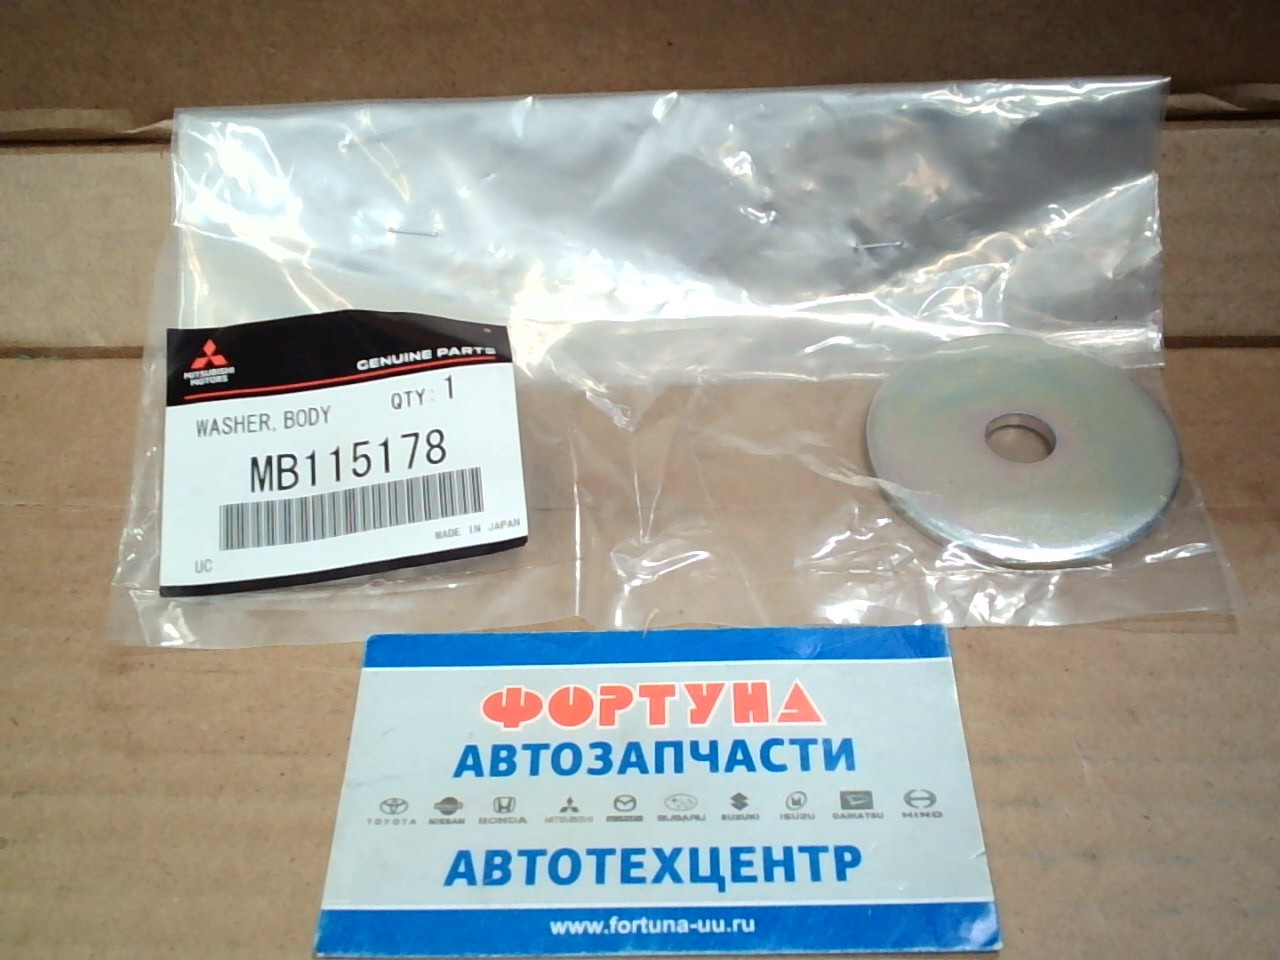 MITSUBISHI
MOTORS
GENUINE PARTS
WASHER, BODY QTY: 1
MB115178
MADE IN JAPAN
UC
ФОРТУНА
АВТОЗАПЧАСТИ
TOYOTA NISSAN HONDA MITSUBISHI mazda SUBARU SUZUKI ISUZU DAIHATSU HINO
АВТОТЕХЦЕНТР
www.fortuna-uu.ru